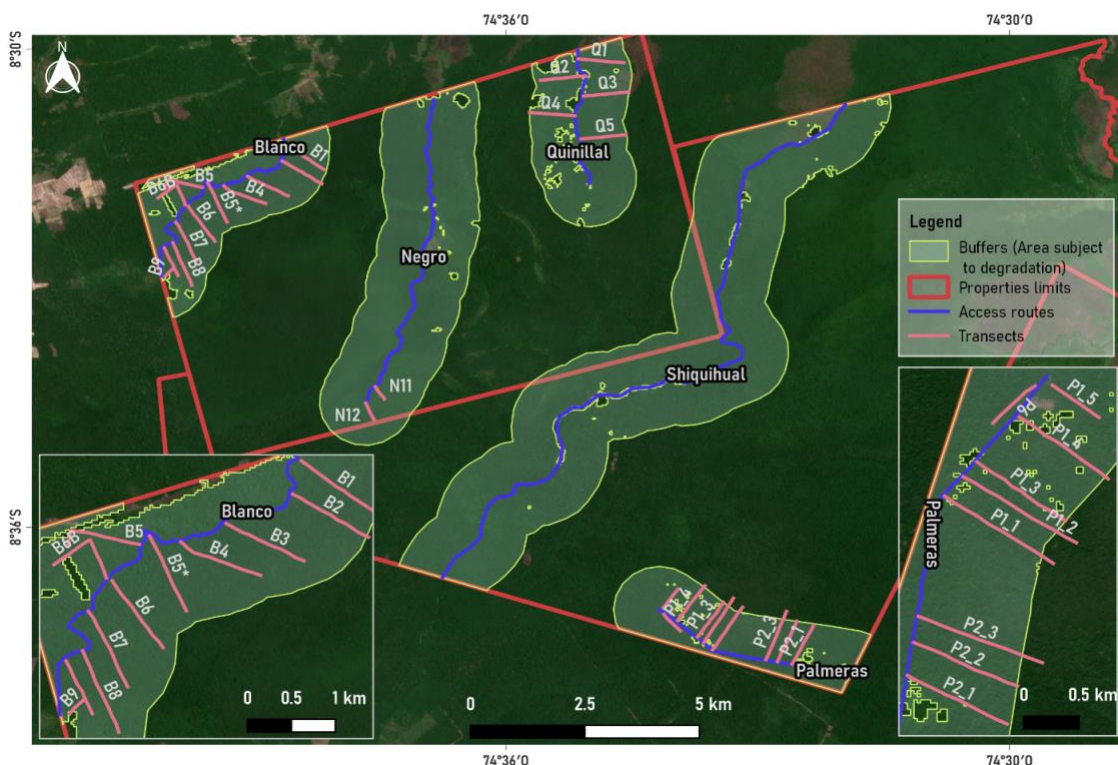 74°36'0
74°30'0
8°30'S
N
Q1
Q2
Q3
Q4
Q5
Quinillal
Blanco
B1
B5
B6B
B4
B5*
B6
B7
B8
B9
Negro
N11
N12
Shiquihual
Legend
Buffers (Area subject
to degradation)
Properties limits
Access routes
Transects
8°36'S
Blanco
B1
B2
B3
B4
B5
B5*
B6B
B6
B7
B8
B9
0 0.5 1 km
P1_4
P1_3
P2_3
P2_1
Palmeras
0 2.5 5 km
P1_5
P6
P1_4
P1_3
P1_2
P1_1
Palmeras
P2_3
P2_2
P2_1
0 0.5 km
74°36'0
74°30'0